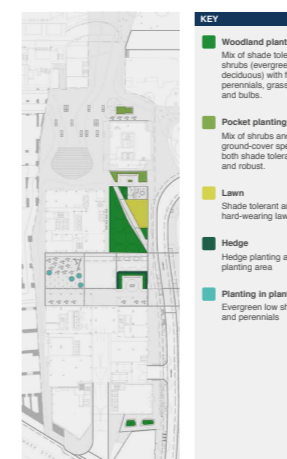 KEY
Woodland plant
Mix of shade tole
shrubs (evergree
deciduous) with f
perennials, grass
and bulbs.
Pocket planting
Mix of shrubs and
ground-cover spe
both shade tolera
and robust.
Lawn
Shade tolerant ar
hard-wearing law
Hedge
Hedge planting a
planting area
Planting in plant
Evergreen low sh
and perennials